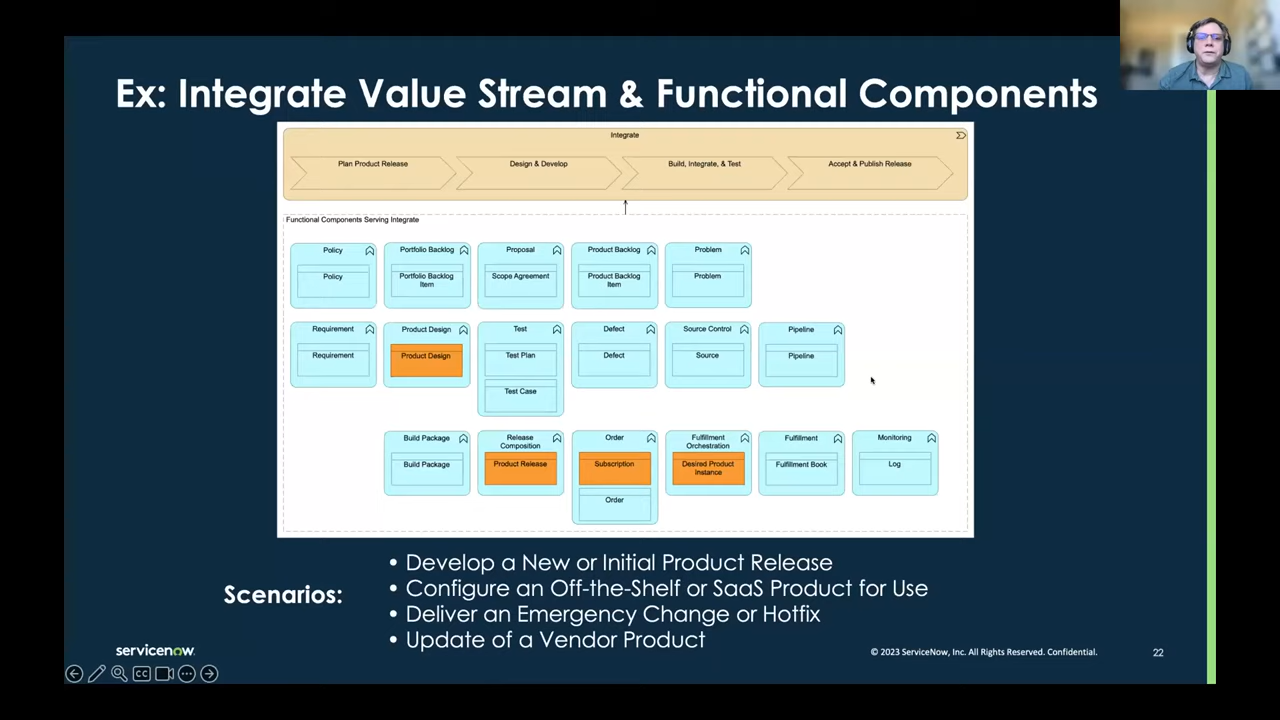 Ex: Integrate Value Stream & Functional Components
Integrate
Plan Product Release
Design & Develop
Build, Integrate, & Test
Accept & Publish Release
Functional Components Serving Integrate
Policy
Policy
Portfolio Backlog
Portfolio Backlog
Item
Proposal
Scope Agreement
Product Backlog
Product Backlog
Item
Problem
Problem
Requirement
Requirement
Product Design
Product Design
Test
Test Plan
Test Case
Defect
Defect
Source Control
Source
Pipeline
Pipeline
Build Package
Build Package
Release
Composition
Product Release
Order
Subscription
Order
Fulfillment
Orchestration
Desired Product
Instance
Fulfillment
Fulfillment Book
Monitoring
Log
Scenarios:
• Develop a New or Initial Product Release
• Configure an Off-the-Shelf or SaaS Product for Use
• Deliver an Emergency Change or Hotfix
• Update of a Vendor Product
servicenow.
© 2023 ServiceNow, Inc. All Rights Reserved. Confidential.
22
CC